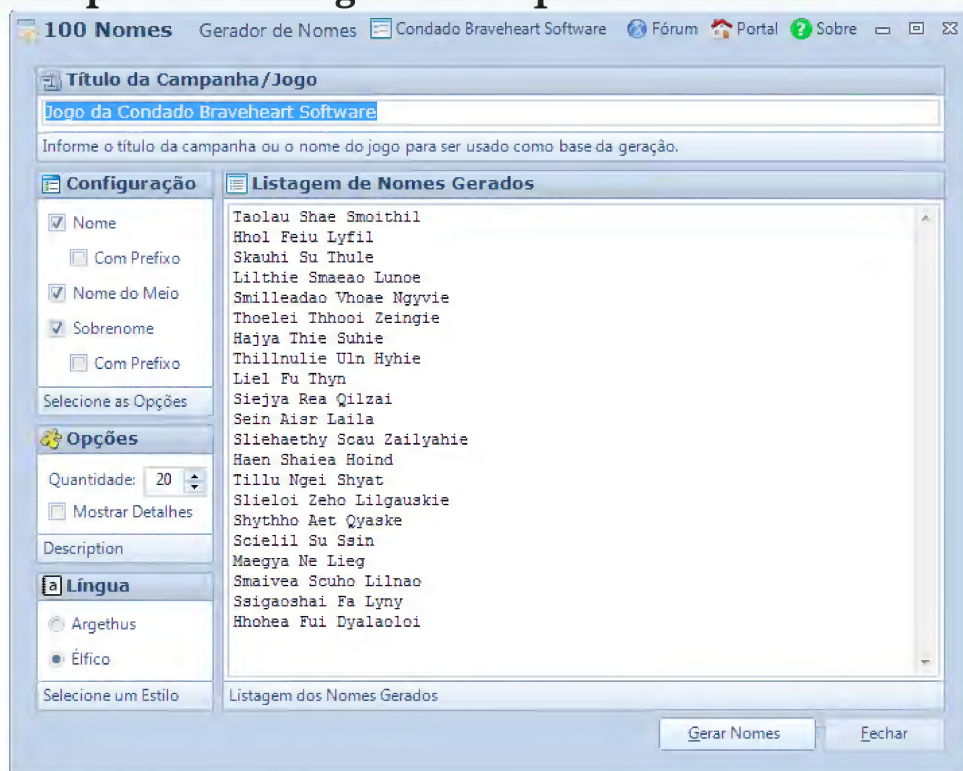 100 Nomes Gerador de Nomes Condado Braveheart Software Fórum Portal Sobre
Título da Campanha/Jogo
Jogo da Condado Braveheart Software
Informe o título da campanha ou o nome do jogo para ser usado como base da geração.
Configuração
Nome
Com Prefixo
Nome do Meio
Sobrenome
Com Prefixo
Selecione as Opções
Opções
Quantidade: 20
Mostrar Detalhes
Description
Língua
Argethus
Élfico
Selecione um Estilo
Listagem de Nomes Gerados
Taolau Shae Smoithil
Hhol Feiu Lyfil
Skauhi Su Thule
Lilthie Smaeao Lunoe
Smilleadao Vhoae Ngyvie
Thoelei Thhooi Zeingie
Hajya Thie Suhie
Thillnulie Uln Hyhie
Liel Fu Thyn
Siejya Rea Qilzai
Sein Aisr Laila
Sliehaethy Scau Zailyahie
Haen Shaiea Hoind
Tillu Ngei Shyat
Slieloi Zeho Lilgauskie
Shythho Aet Qyaske
Scielil Su Ssin
Maegya Ne Lieg
Smaivea Scuho Lilnao
Ssigaoshai Fa Lyny
Hhohea Fui Dyalaoloi
Listagem dos Nomes Gerados
Gerar Nomes Fechar